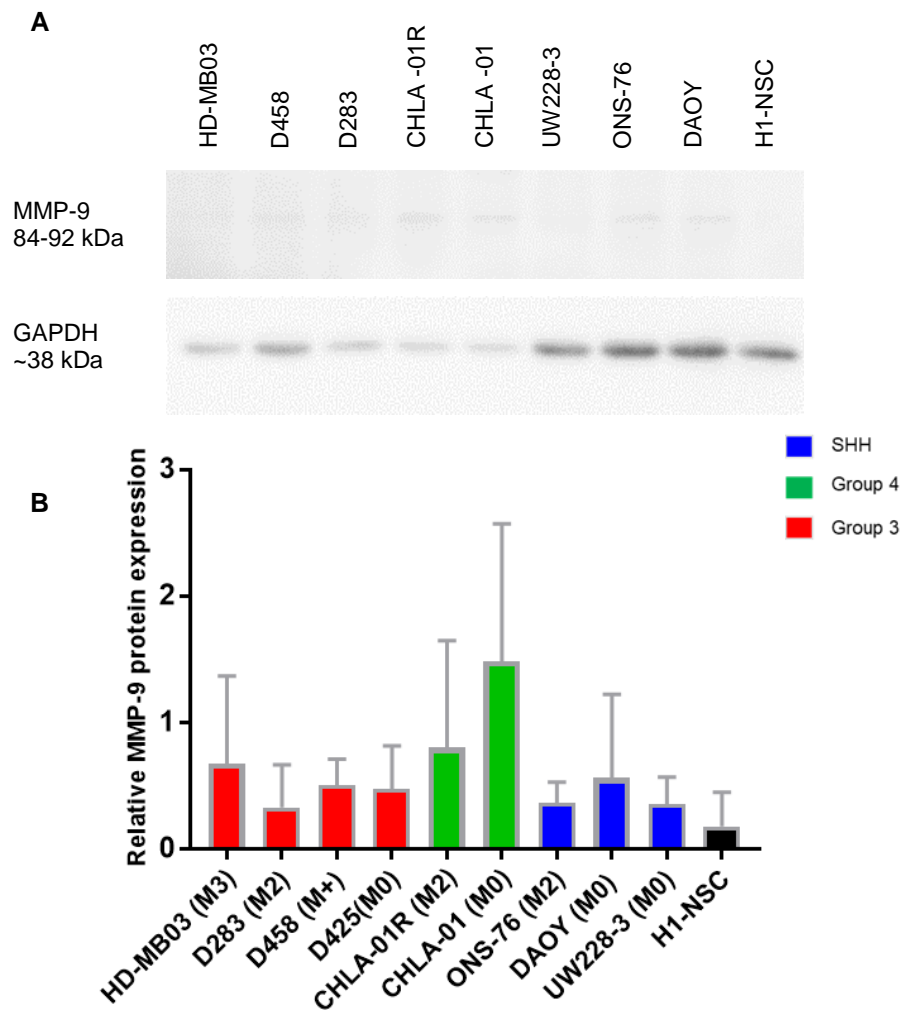 A
HD-MB03
D458
D283
CHLA -01R
CHLA -01
UW228-3
ONS-76
DAOY
H1-NSC
MMP-9
84-92 kDa
GAPDH
~38 kDa
B
SHH
Group 4
Group 3
Relative MMP-9 protein expression
3
2
1
0
HD-MB03 (M3)
D283 (M2)
D458 (M+)
D425(M0)
CHLA-01R (M2)
CHLA-01 (M0)
ONS-76 (M2)
DAOY (M0)
UW228-3 (M0)
H1-NSC